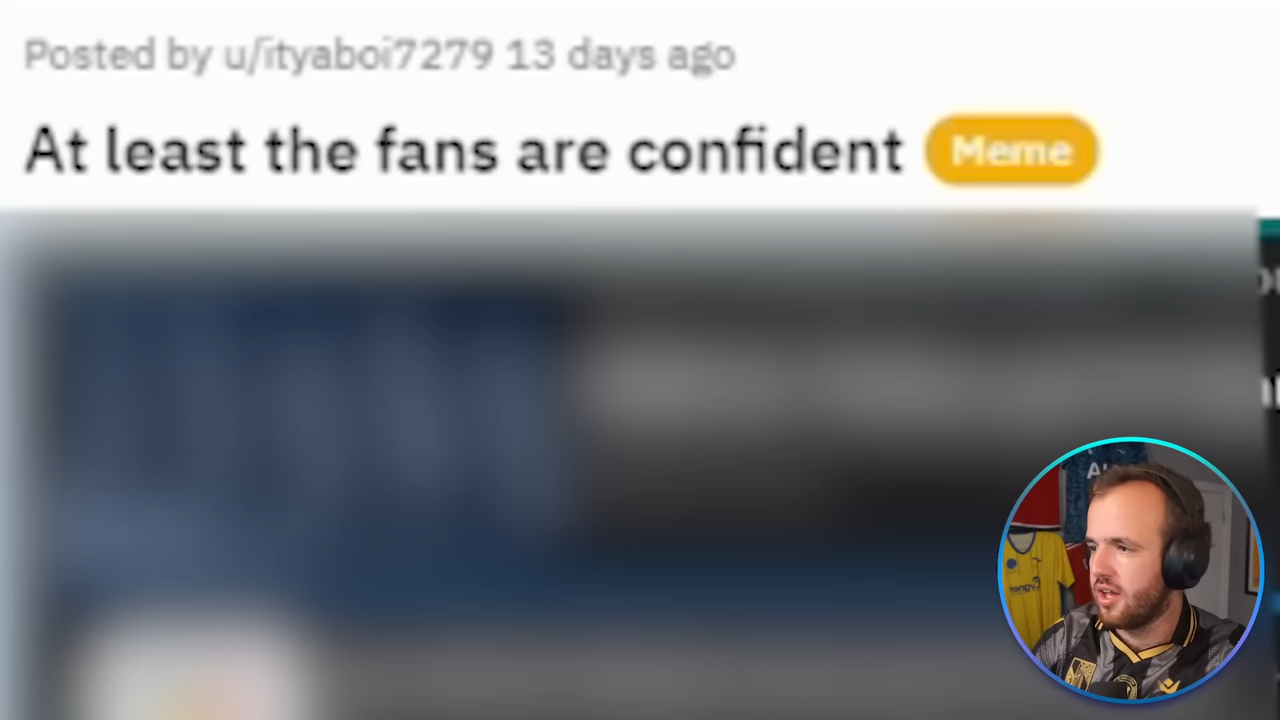 Posted by u/ityaboi7279 13 days ago
At least the fans are confident Meme